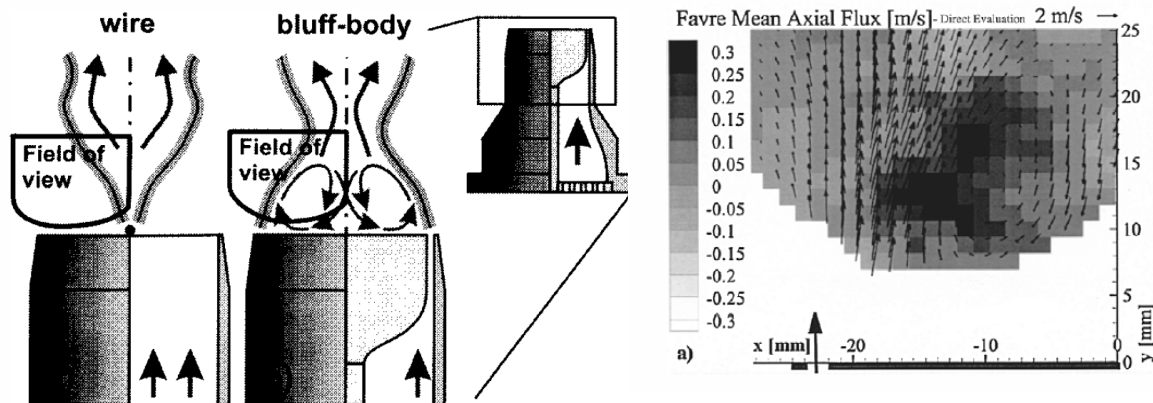 wire
bluff-body
Field of
view
Field of
view
Favre Mean Axial Flux [m/s]- Direct Evaluation 2 m/s
0.3
0.25
0.2
0.15
0.1
0.05
0
-0.05
-0.1
-0.15
-0.2
-0.25
-0.3
a)
25
20
15
10
5
0
y [mm]
x [mm]
-20
-10
0